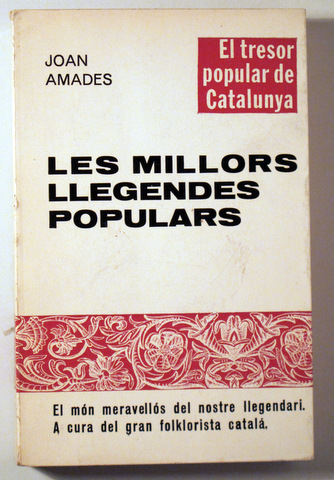 JOAN
AMADES
El tresor
popular de
Catalunya
LES MILLORS
LLEGENDES
POPULARS
El món meravellós del nostre llegendari.
A cura del gran folklorista catalá.